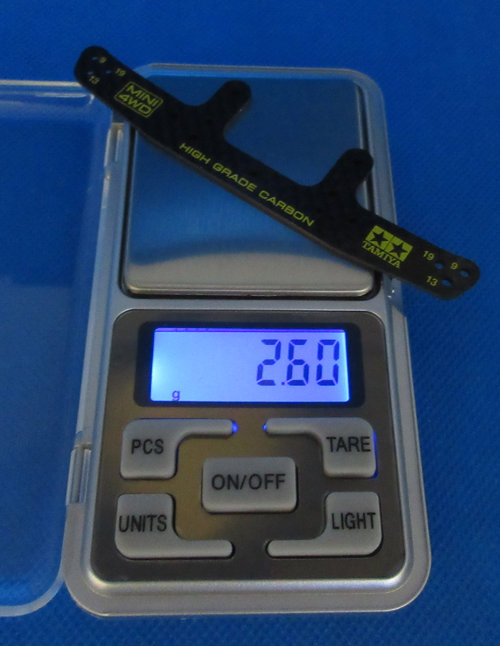 9 19
13
MINI
4WD
HIGH GRADE CARBON
TAMIYA
19 9
13
2.60
g
PCS
TARE
ON/OFF
UNITS
LIGHT